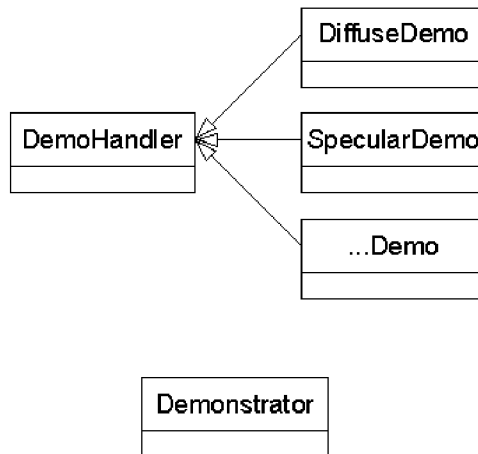 DiffuseDemo
DemoHandler
SpecularDemo
...Demo
Demonstrator